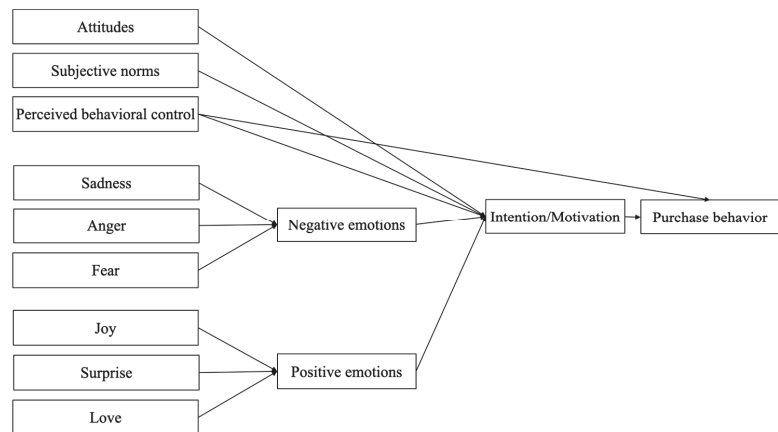 Attitudes
Subjective norms
Perceived behavioral control
Sadness
Anger
Fear
Negative emotions
Intention/Motivation
Purchase behavior
Joy
Surprise
Love
Positive emotions